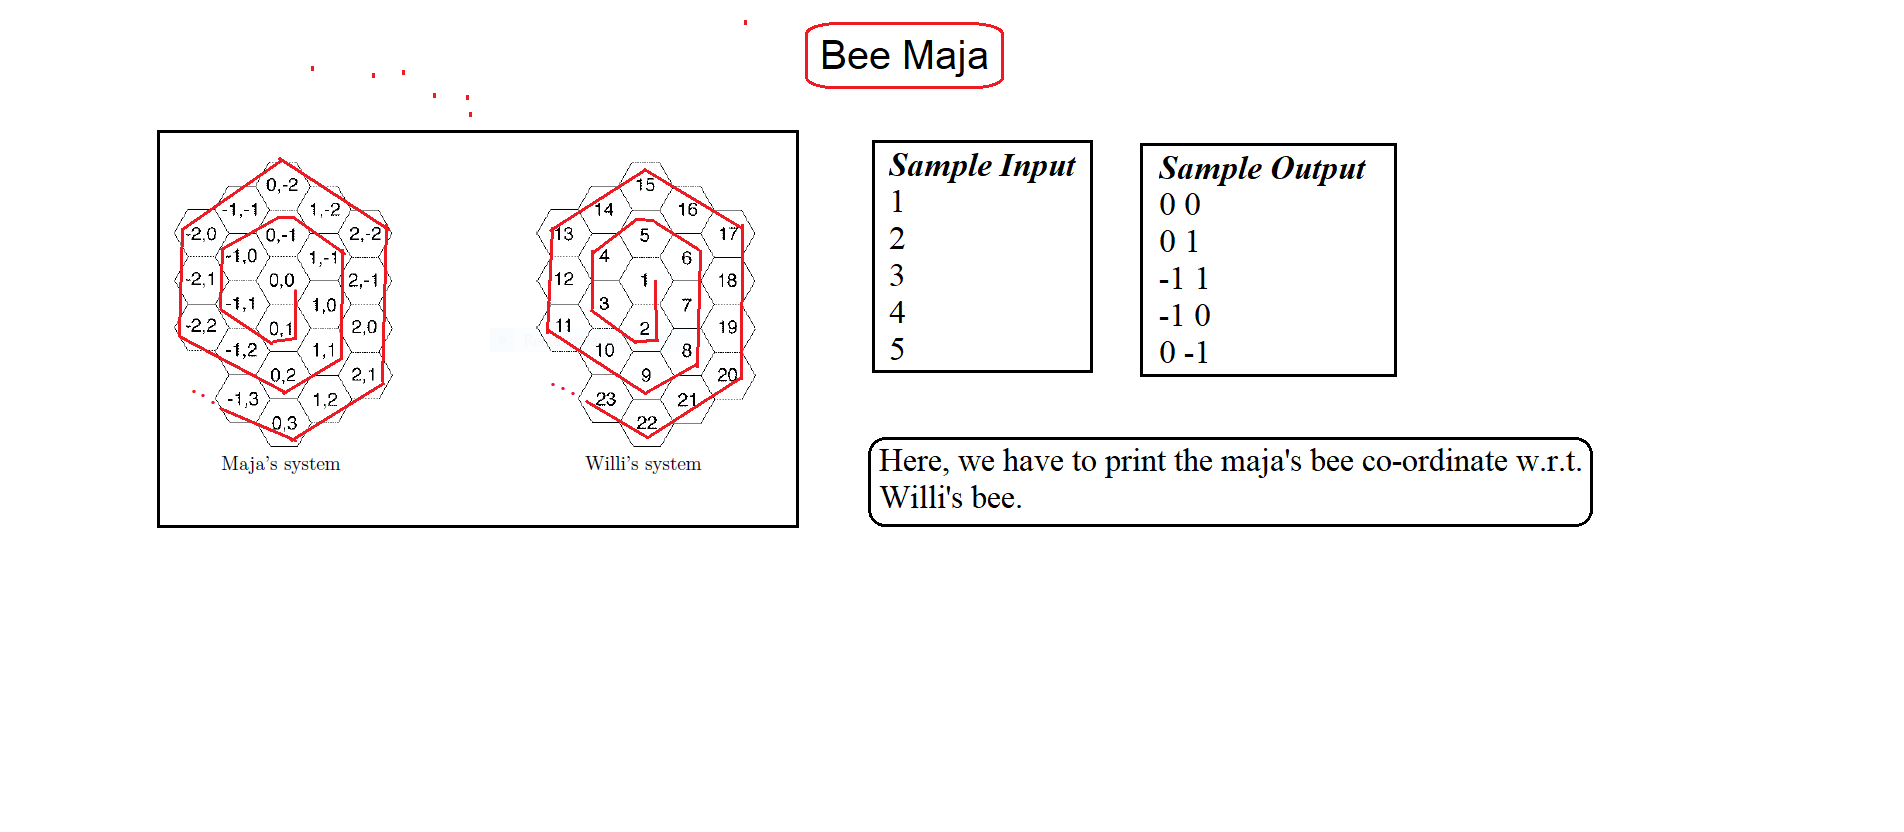 Bee Maja
0,-2
-1,-1 1,-2
-2,0 0,-1 2,-2
-1,0 1,-1
-2,1 0,0 2,-1
-1,1 1,0
-2,2 0,1 2,0
-1,2 1,1
0,2 2,1
-1,3 1,2
0,3
Maja's system
15
14 16
13 5 17
4 6
12 1 18
3 7
11 2 19
10 8
9 20
23 21
22
Willi's system
Sample Input
1
2
3
4
5
Sample Output
0 0
0 1
-1 1
-1 0
0 -1
Here, we have to print the maja's bee co-ordinate w.r.t.
Willi's bee.